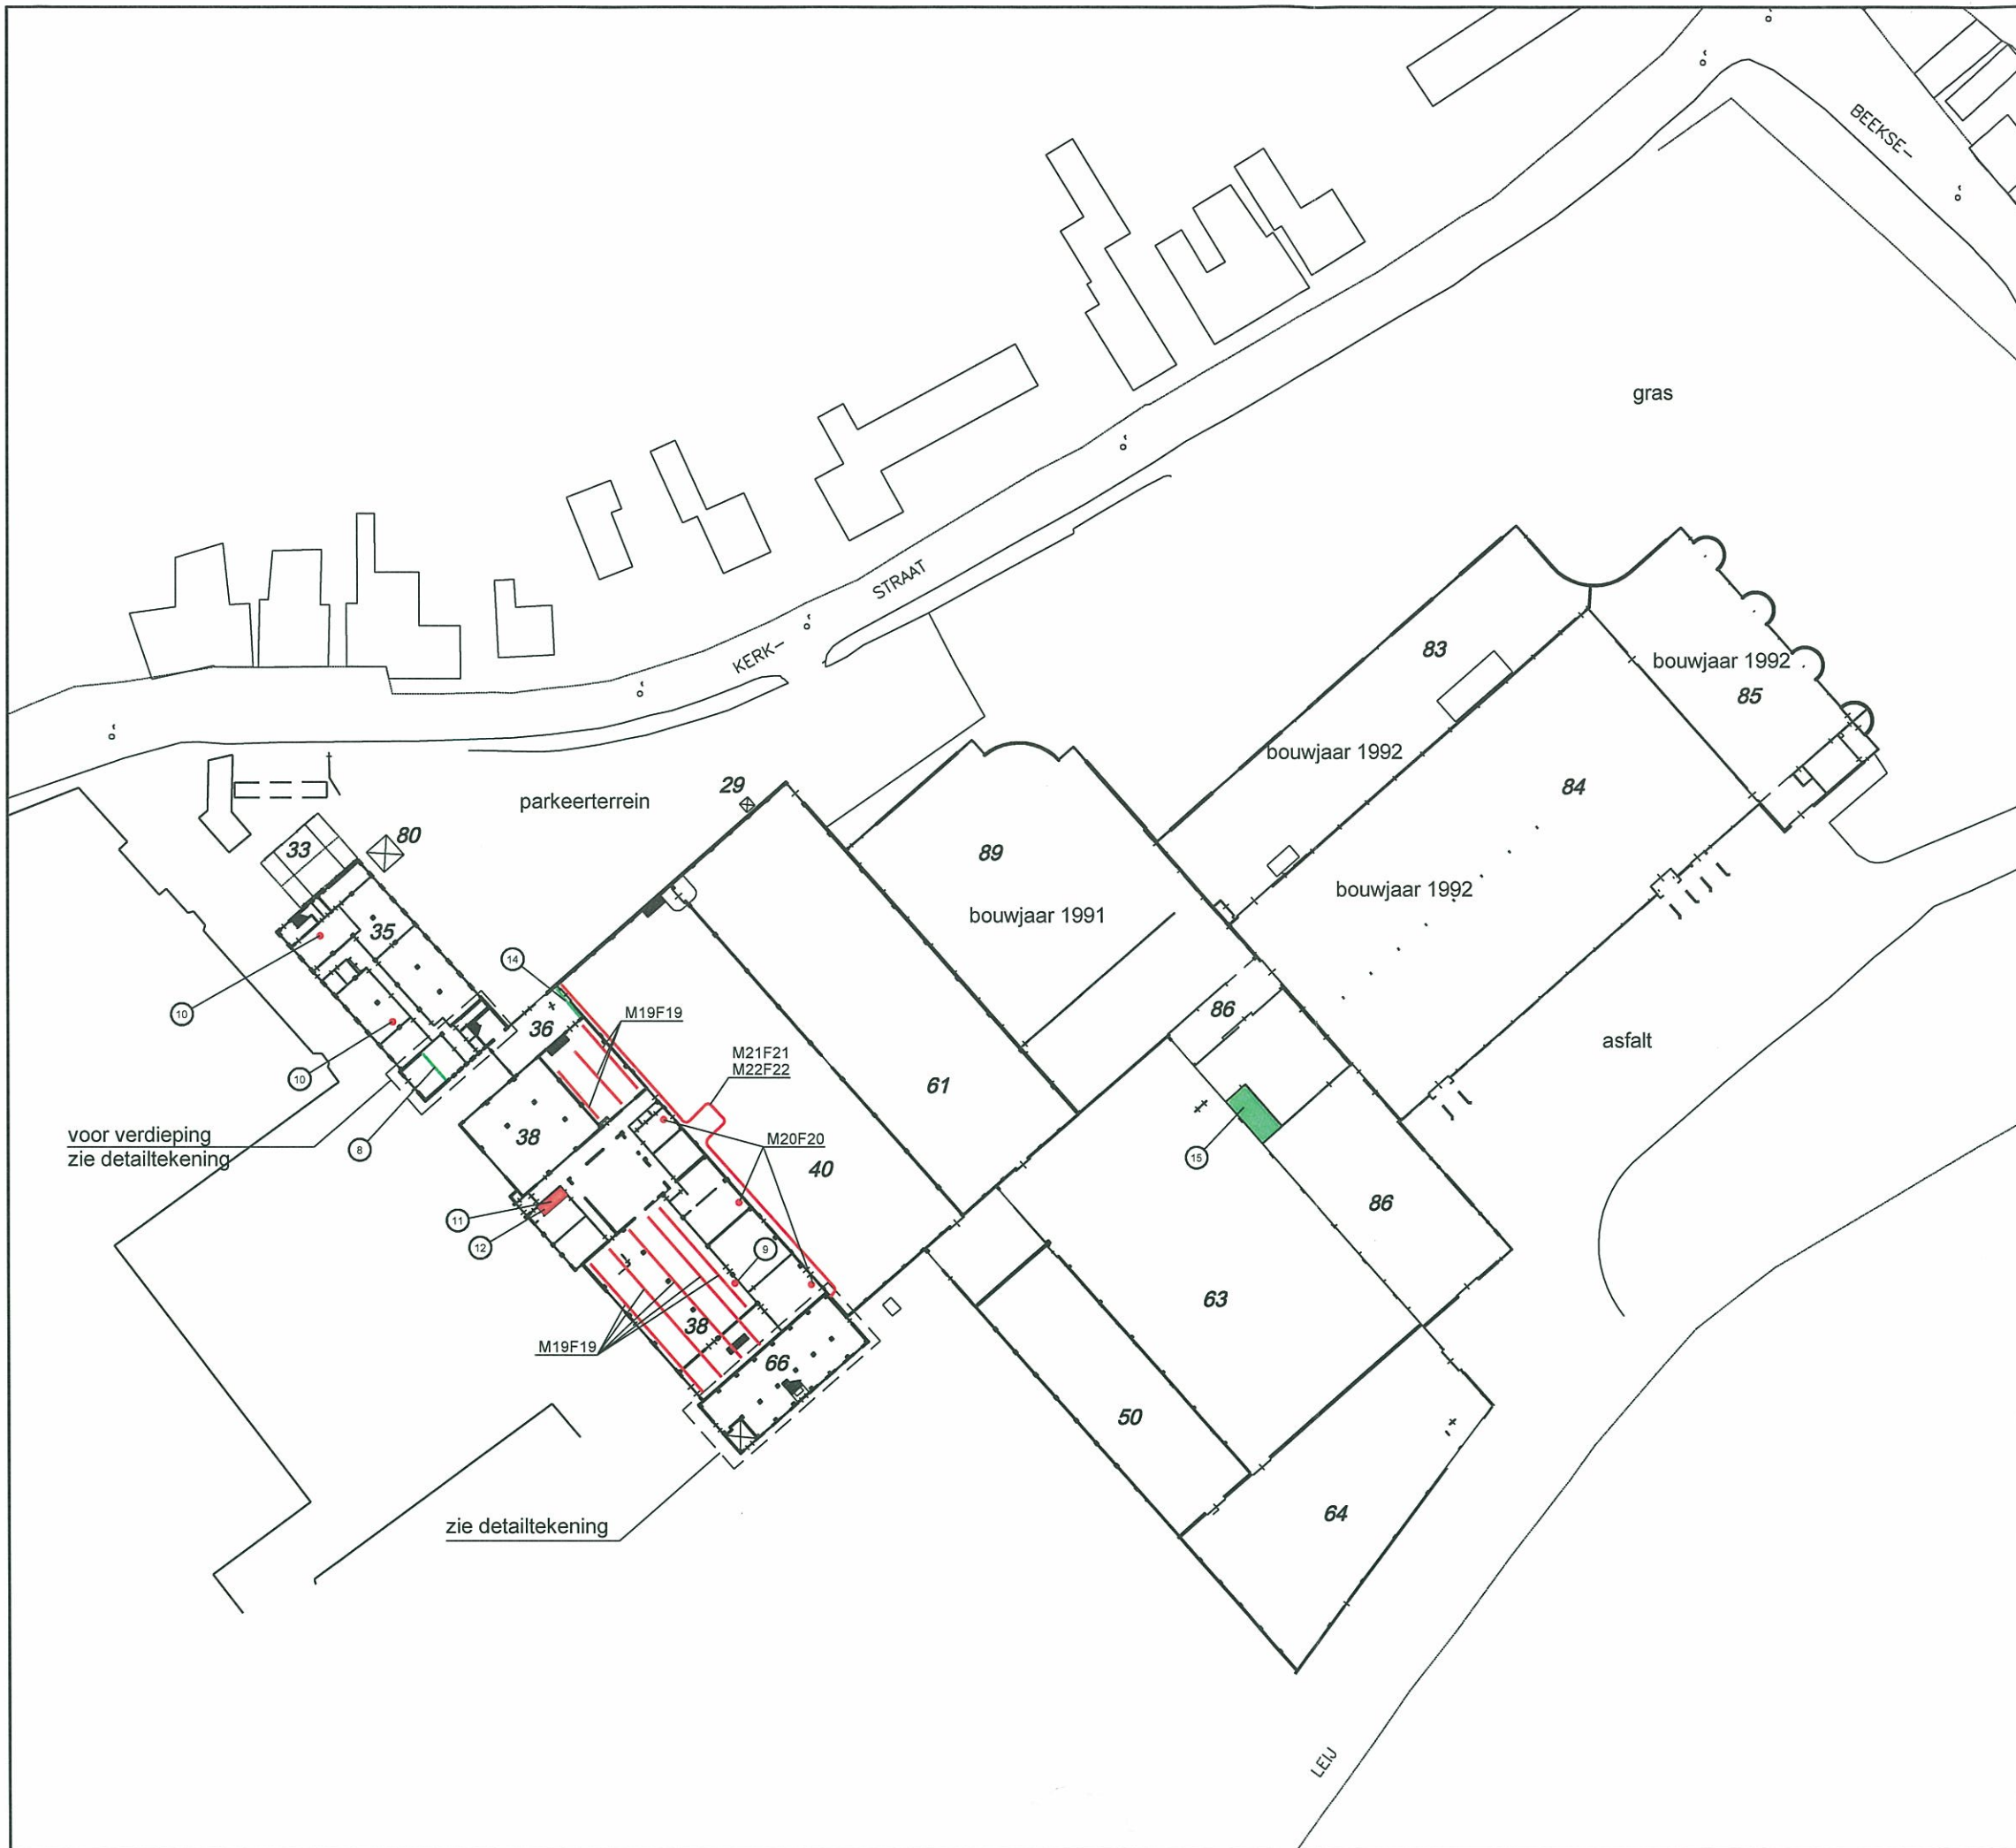 BEEKSE-
gras
STRAAT
KERK-
83
bouwjaar 1992
85
bouwjaar 1992
84
29
parkeerterrein
80
33
89
bouwjaar 1992
bouwjaar 1991
35
14
10
M19F19
36
86
asfalt
M21F21
M22F22
10
61
voor verdieping
zie detailtekening
8
38
M20F20
40
15
11
12
86
9
63
38
M19F19
66
50
64
zie detailtekening
LEIJ